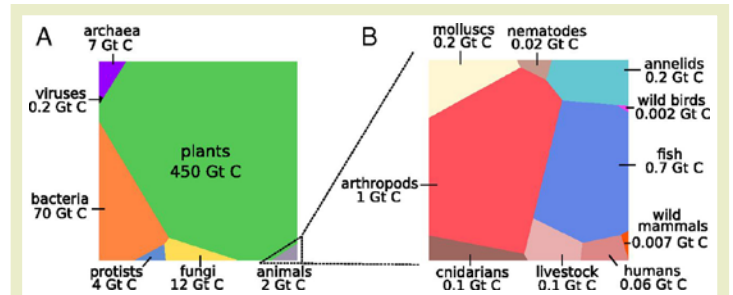 A
archaea
7 Gt C
viruses
0.2 Gt C
plants
450 Gt C
bacteria
70 Gt C
protists
4 Gt C
fungi
12 Gt C
animals
2 Gt C
B
molluscs
0.2 Gt C
nematodes
0.02 Gt C
annelids
0.2 Gt C
wild birds
0.002 Gt C
fish
0.7 Gt C
arthropods
1 Gt C
wild
mammals
0.007 Gt C
cnidarians
0.1 Gt C
livestock
0.1 Gt C
humans
0.06 Gt C